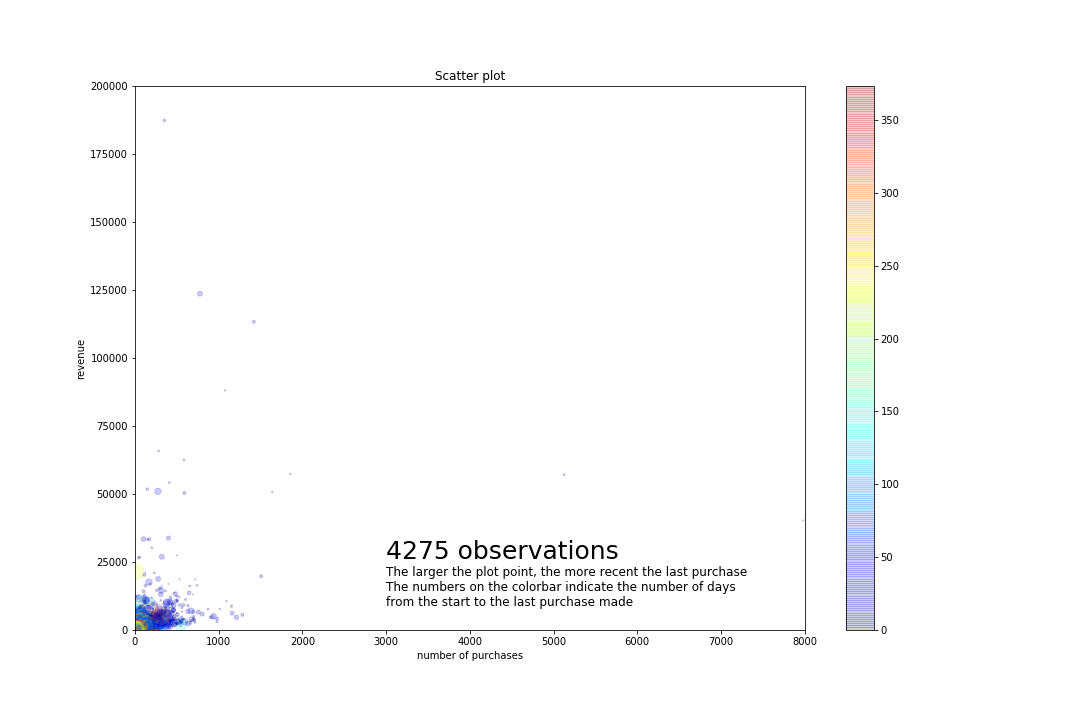 Scatter plot
200000
175000
150000
125000
100000
75000
50000
25000
0
revenue
4275 observations
The larger the plot point, the more recent the last purchase
The numbers on the colorbar indicate the number of days
from the start to the last purchase made
0 1000 2000 3000 4000 5000 6000 7000 8000
number of purchases
350
300
250
200
150
100
50
0